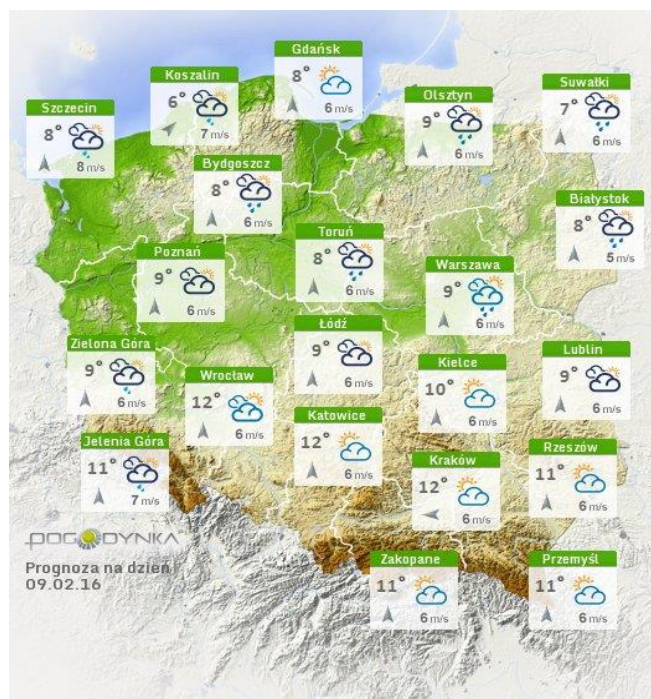 Gdańsk
8°
6 m/s
Koszalin
6°
7 m/s
Suwałki
7°
6 m/s
Olsztyn
9°
6 m/s
Szczecin
8°
8 m/s
Bydgoszcz
8°
6 m/s
Białystok
8°
5 m/s
Toruń
8°
6 m/s
Poznań
9°
6 m/s
Warszawa
9°
6 m/s
Łódź
9°
6 m/s
Zielona Góra
9°
6 m/s
Lublin
9°
6 m/s
Kielce
10°
6 m/s
Wrocław
12°
6 m/s
Katowice
12°
6 m/s
Jelenia Góra
11°
7 m/s
Rzeszów
11°
6 m/s
Kraków
12°
6 m/s
POGODYNKA
Prognoza na dzień
09.02.16
Zakopane
11°
6 m/s
Przemyśl
11°
6 m/s